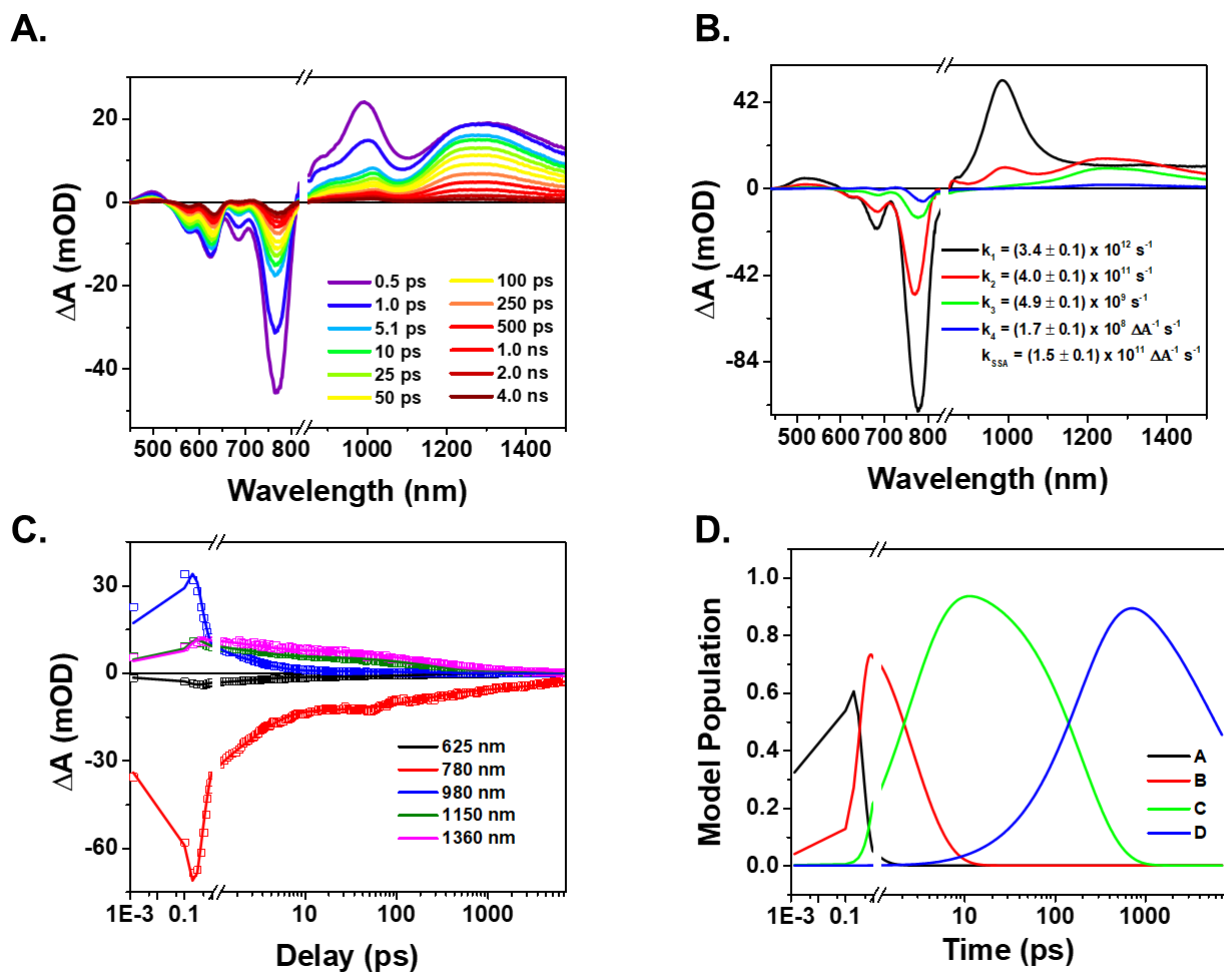 A.
20
0
-20
-40
ΔA (mOD)
0.5 ps
1.0 ps
5.1 ps
10 ps
25 ps
50 ps
100 ps
250 ps
500 ps
1.0 ns
2.0 ns
4.0 ns
500 600 700 800 1000 1200 1400
Wavelength (nm)
B.
42
0
-42
-84
ΔA (mOD)
k₁ = (3.4 ± 0.1) x 10¹² s⁻¹
k₂ = (4.0 ± 0.1) x 10¹¹ s⁻¹
k₃ = (4.9 ± 0.1) x 10⁹ s⁻¹
k₄ = (1.7 ± 0.1) x 10⁸ ΔA⁻¹ s⁻¹
k_SSA = (1.5 ± 0.1) x 10¹¹ ΔA⁻¹ s⁻¹
500 600 700 800 1000 1200 1400
Wavelength (nm)
C.
30
0
-30
-60
ΔA (mOD)
625 nm
780 nm
980 nm
1150 nm
1360 nm
1E-3 0.1 10 100 1000
Delay (ps)
D.
1.0
0.8
0.6
0.4
0.2
0.0
Model Population
A
B
C
D
1E-3 0.1 10 100 1000
Time (ps)